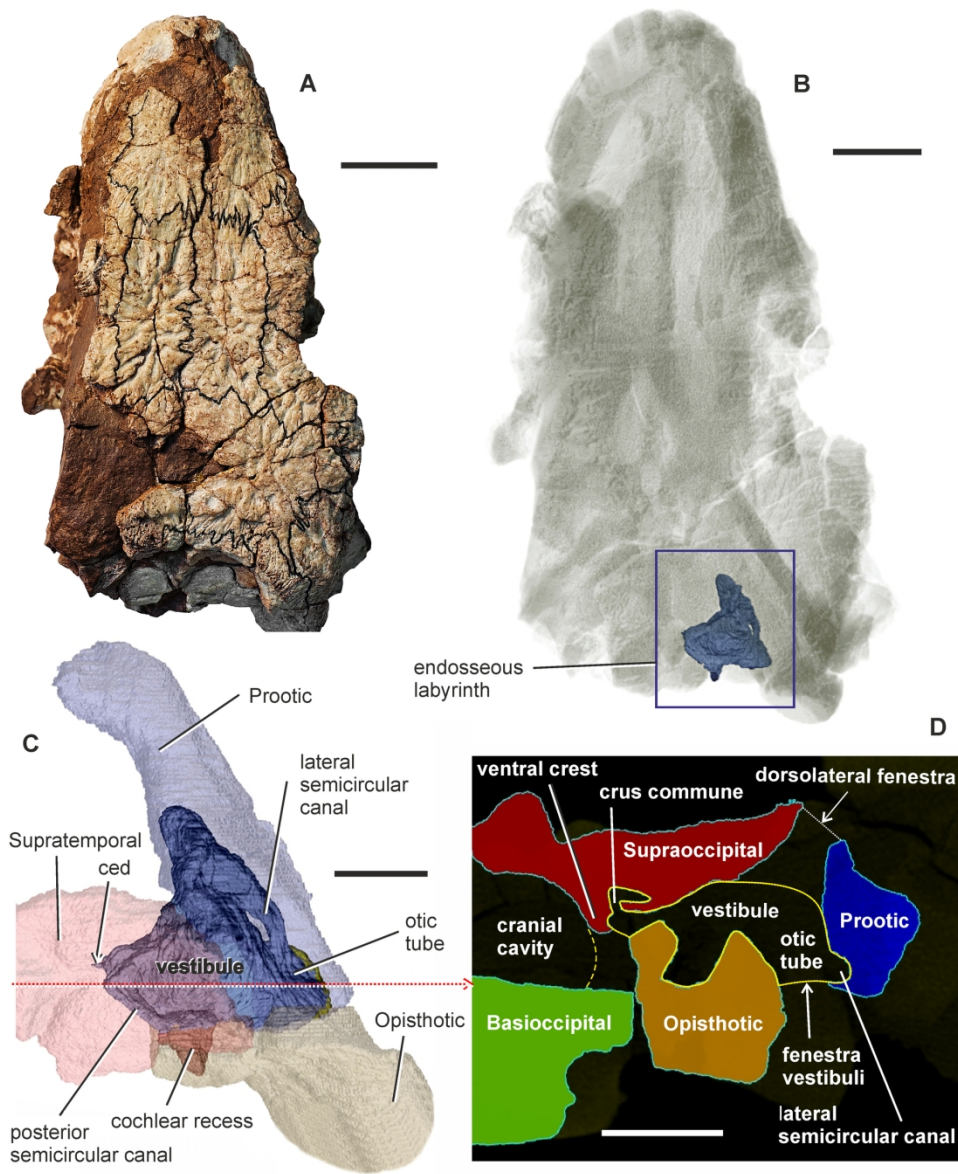 A
B
endosseous
labyrinth
C
Prootic
lateral
semicircular
canal
Supratemporal
ced
otic
tube
vestibule
Opisthotic
cochlear recess
posterior
semicircular canal
D
ventral crest
dorsolateral fenestra
crus commune
Supraoccipital
vestibule
cranial
cavity
Prootic
otic
tube
Basioccipital
Opisthotic
fenestra
vestibuli
lateral
semicircular canal